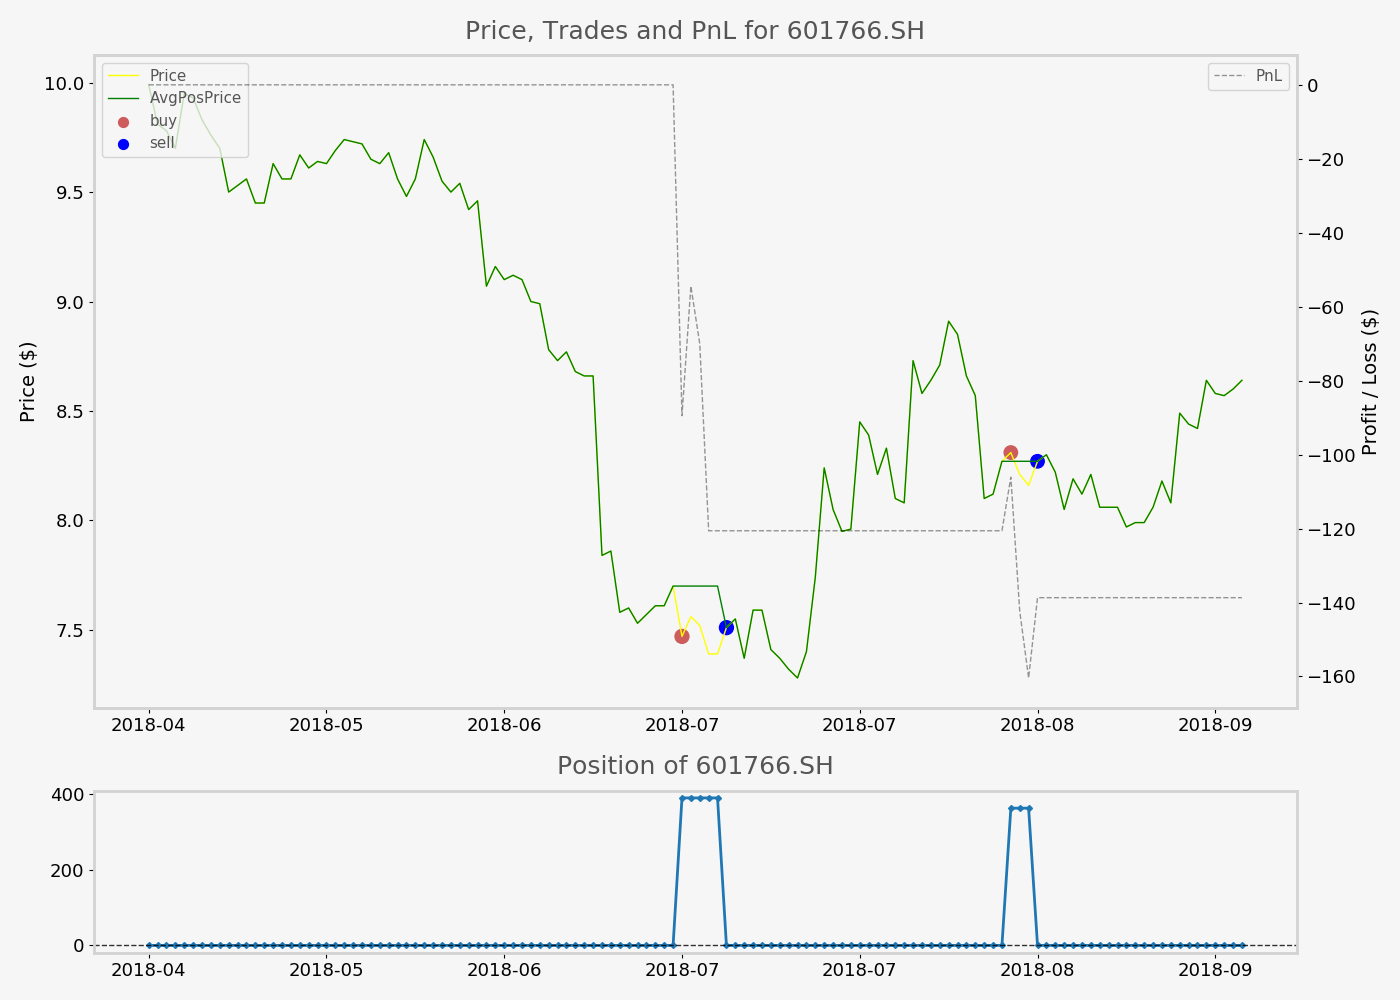 Price, Trades and PnL for 601766.SH
Price
AvgPosPrice
buy
sell
PnL
10.0
9.5
9.0
8.5
8.0
7.5
Price ($)
0
−20
−40
−60
−80
−100
−120
−140
−160
Profit / Loss ($)
2018-04 2018-05 2018-06 2018-07 2018-07 2018-08 2018-09
Position of 601766.SH
400
200
0
2018-04 2018-05 2018-06 2018-07 2018-07 2018-08 2018-09